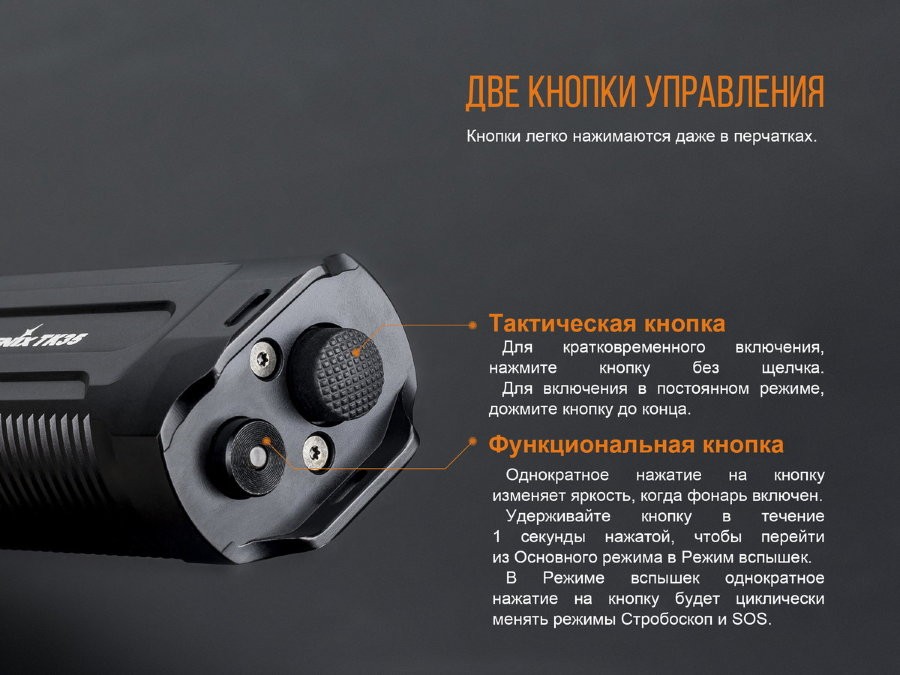 ДВЕ КНОПКИ УПРАВЛЕНИЯ
Кнопки легко нажимаются даже в перчатках.
TK35
Тактическая кнопка
Для кратковременного включения,
нажмите кнопку без щелчка.
Для включения в постоянном режиме,
дожмите кнопку до конца.
Функциональная кнопка
Однократное нажатие на кнопку
изменяет яркость, когда фонарь включен.
Удерживайте кнопку в течение
1 секунды нажатой, чтобы перейти
из Основного режима в Режим вспышек.
В Режиме вспышек однократное
нажатие на кнопку будет циклически
менять режимы Стробоскоп и SOS.